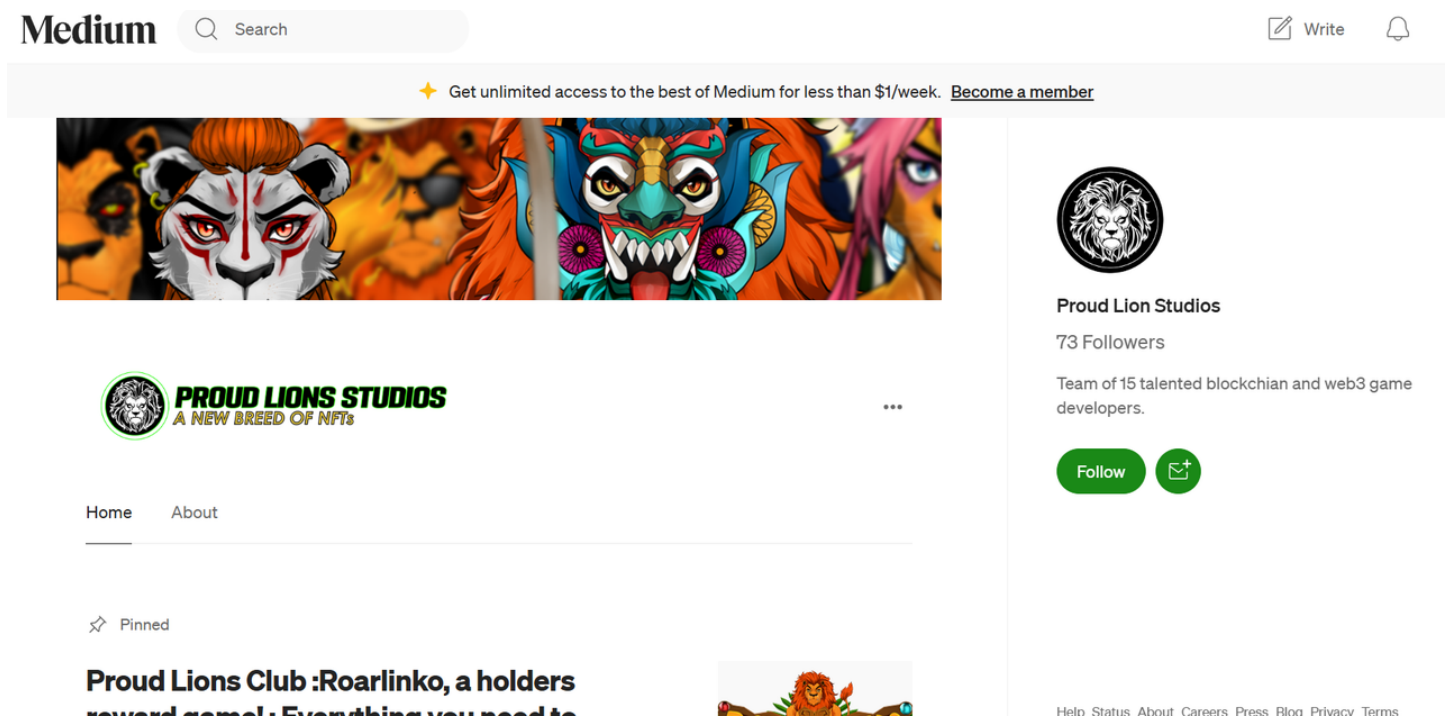 Medium
Search
Write
Get unlimited access to the best of Medium for less than $1/week. Become a member
PROUD LIONS STUDIOS
A NEW BREED OF NFTs
Home About
Pinned
Proud Lions Club :Roarlinko, a holders
reward game! : Everything you need to
Proud Lion Studios
73 Followers
Team of 15 talented blockchian and web3 game
developers.
Follow
Help Status About Careers Press Blog Privacy Terms